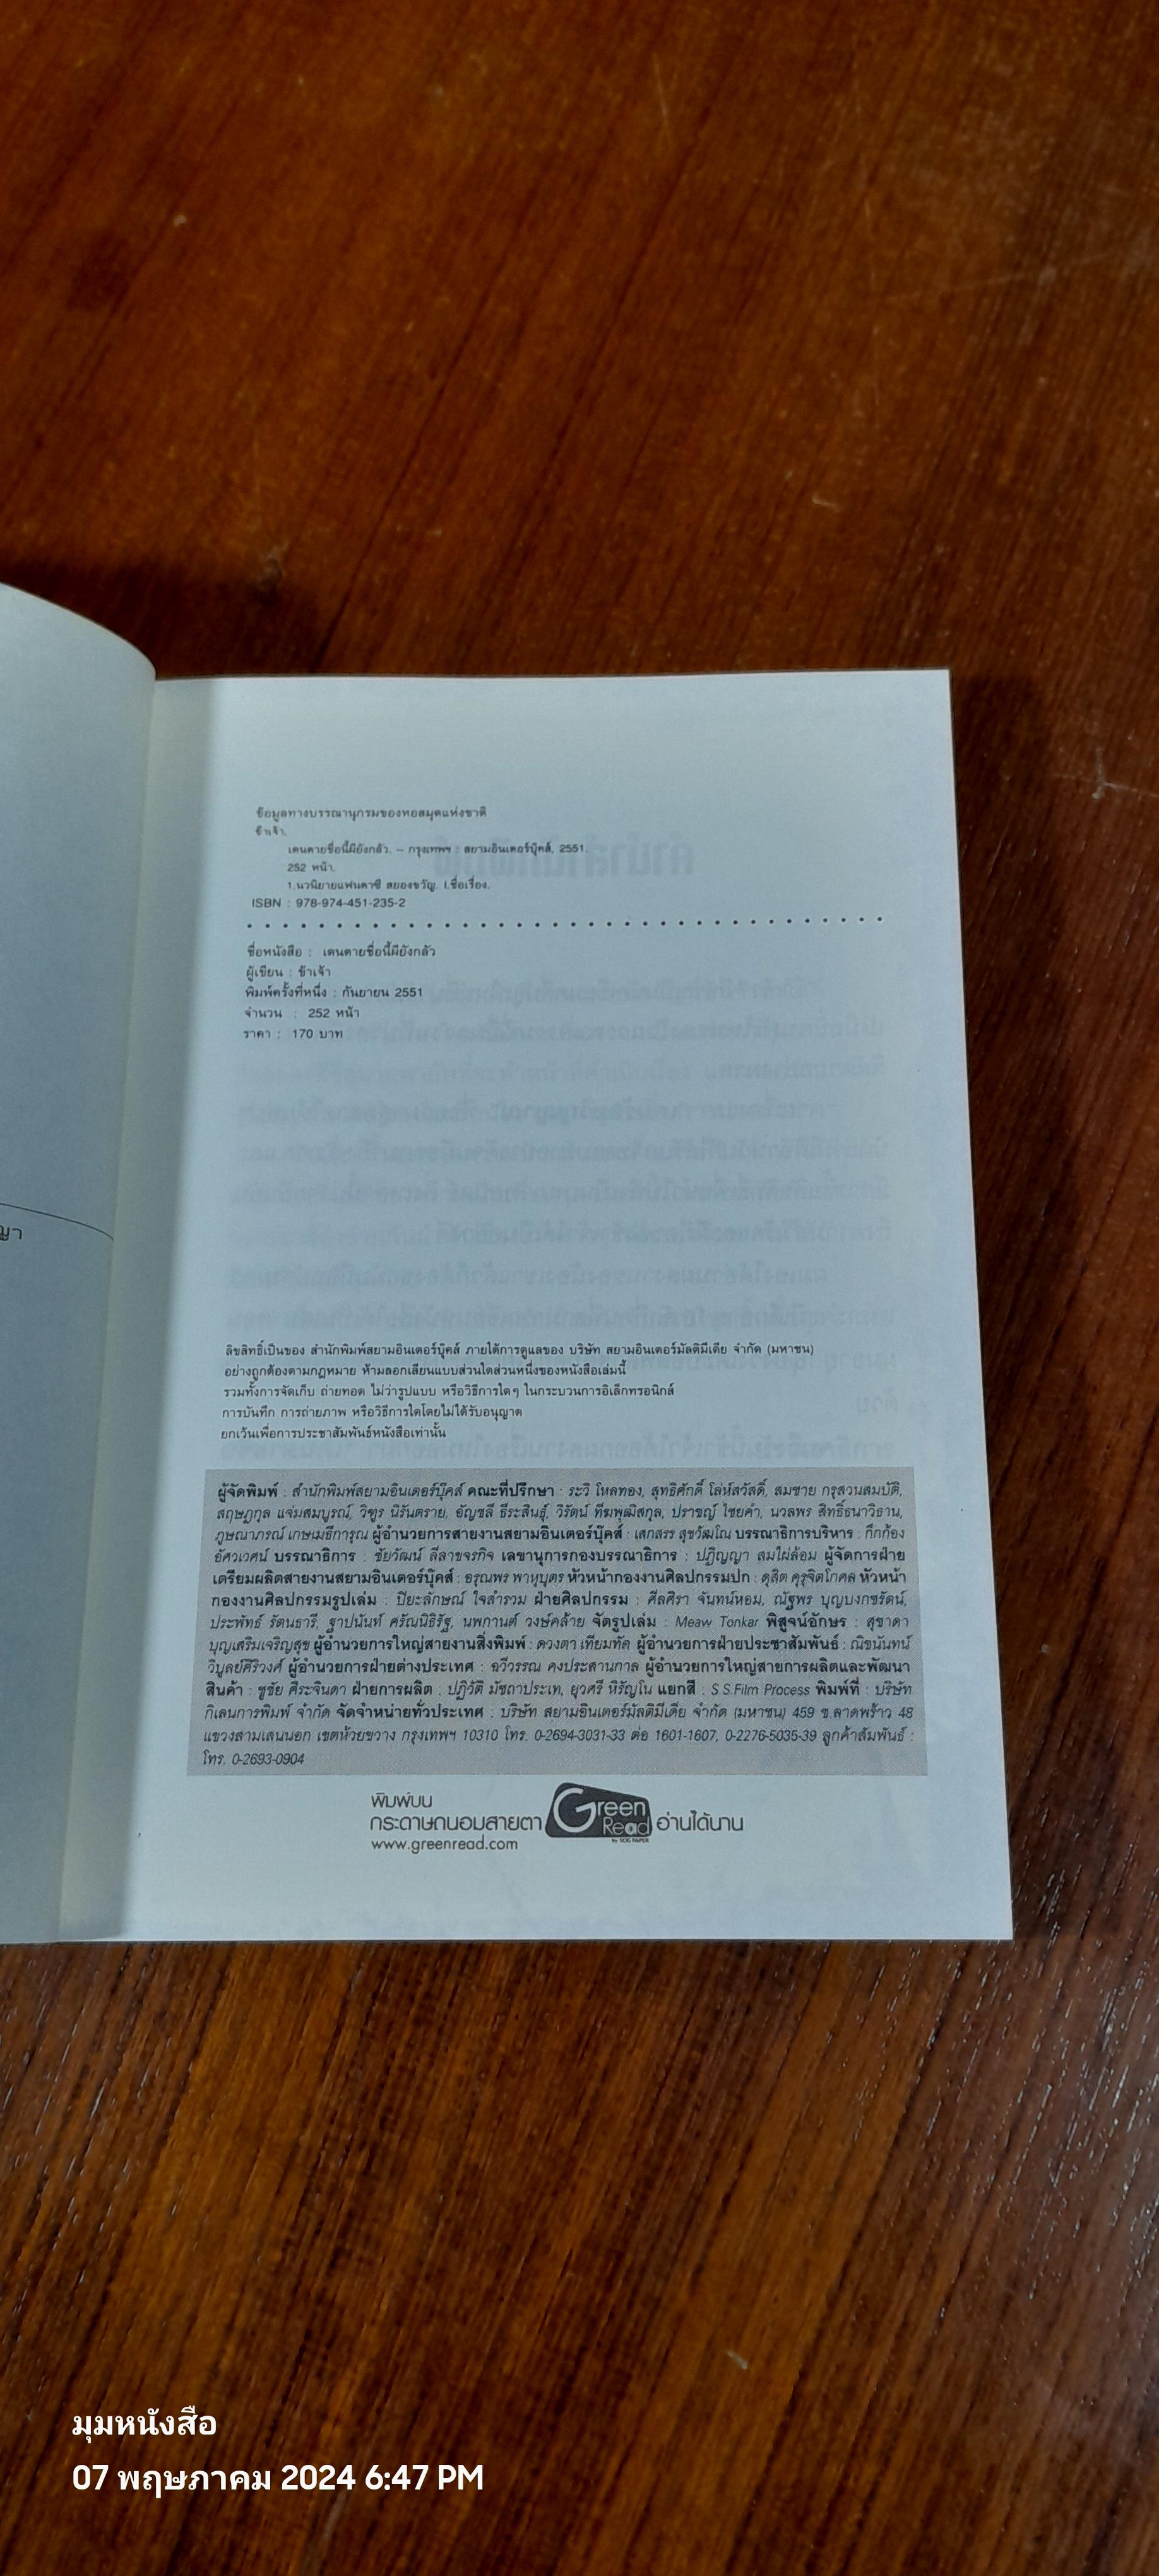 ข้อมูลทางบรรณานุกรมของหอสมุดแห่งชาติ
ข้าเจ้า.
เดนตายชื่อนี้ผียังกลัว. -- กรุงเทพฯ : สยามอินเตอร์บุ๊คส์, 2551.
252 หน้า.
1.นวนิยายแฟนตาซี สยองขวัญ. I.ชื่อเรื่อง.
ISBN : 978-974-451-235-2
ชื่อหนังสือ : เดนตายชื่อนี้ผียังกลัว
ผู้เขียน : ข้าเจ้า
พิมพ์ครั้งที่หนึ่ง : กันยายน 2551
จำนวน : 252 หน้า
ราคา : 170 บาท
ลิขสิทธิ์เป็นของ สำนักพิมพ์สยามอินเตอร์บุ๊คส์ ภายใต้การดูแลของ บริษัท สยามอินเตอร์มัลติมีเดีย จำกัด (มหาชน)
อย่างถูกต้องตามกฎหมาย ห้ามลอกเลียนแบบส่วนใดส่วนหนึ่งของหนังสือเล่มนี้
รวมทั้งการจัดเก็บ ถ่ายทอด ไม่ว่ารูปแบบ หรือวิธีการใดๆ ในกระบวนการอิเล็กทรอนิกส์
การบันทึก การถ่ายภาพ หรือวิธีการใดโดยไม่ได้รับอนุญาต
ยกเว้นเพื่อการประชาสัมพันธ์หนังสือเท่านั้น
ผู้จัดพิมพ์ : สำนักพิมพ์สยามอินเตอร์บุ๊คส์ คณะที่ปรึกษา : ระวิ โหลทอง, สุทธิศักดิ์ โล่ห์สวัสดิ์, สมชาย กรุสวนสมบัติ,
สฤษฎกุล แจ่มสมบูรณ์, วิฑูร นิรันตราย, อัญชลี ธีระสินธุ์, วิรัตน์ ทีฆพุฒิสกุล, ปราชญ์ ไชยคำ, นวลพร สิทธิ์ธนาวิธาน,
ภูษณาภรณ์ เกษเมธีการุณ ผู้อำนวยการสายงานสยามอินเตอร์บุ๊คส์ : เสกสรร สุขวัฒโณ บรรณาธิการบริหาร : กึกก้อง
อัศวเวศน์ บรรณาธิการ : ชัยวัฒน์ ลีลาขจรกิจ เลขานุการกองบรรณาธิการ : ปฏิญญา สมไผ่ล้อม ผู้จัดการฝ่าย
เตรียมผลิตสายงานสยามอินเตอร์บุ๊คส์ : อรุณพร พาหุบุตร หัวหน้ากองงานศิลปกรรมปก : ดุสิต คุรุจิตโกศล หัวหน้า
กองงานศิลปกรรมรูปเล่ม : ปิยะลักษณ์ ใจสำรวม ฝ่ายศิลปกรรม : ศีลศิรา จันทน์หอม, ณัฐพร บุญบงกชรัตน์,
ประพัทธ์ รัตนธารี, ฐาปนันท์ ศรัณนิธิรัฐ, นพกานต์ วงษ์คล้าย จัดรูปเล่ม : Meaw Tonkar พิสูจน์อักษร : สุชาดา
บุญเสริมเจริญสุข ผู้อำนวยการใหญ่สายงานสิ่งพิมพ์ : ดวงตา เทียมทัด ผู้อำนวยการฝ่ายประชาสัมพันธ์ : ณิชนันทน์
วิบูลย์ศิริวงศ์ ผู้อำนวยการฝ่ายต่างประเทศ : ฉวีวรรณ คงประสานกาล ผู้อำนวยการใหญ่สายการผลิตและพัฒนา
สินค้า : ชูชัย ศิระจินดา ฝ่ายการผลิต : ปฏิวัติ มัชฌาประเท, ยุวศรี หิรัญโน แยกสี : S.S.Film Process พิมพ์ที่ : บริษัท
กิเลนการพิมพ์ จำกัด จัดจำหน่ายทั่วประเทศ : บริษัท สยามอินเตอร์มัลติมีเดีย จำกัด (มหาชน) 459 ซ.ลาดพร้าว 48
แขวงสามเสนนอก เขตห้วยขวาง กรุงเทพฯ 10310 โทร. 0-2694-3031-33 ต่อ 1601-1607, 0-2276-5035-39 ลูกค้าสัมพันธ์ :
โทร. 0-2693-0904
พิมพ์บน
กระดาษถนอมสายตา Green Read อ่านได้นาน
www.greenread.com
มุมหนังสือ
07 พฤษภาคม 2024 6:47 PM